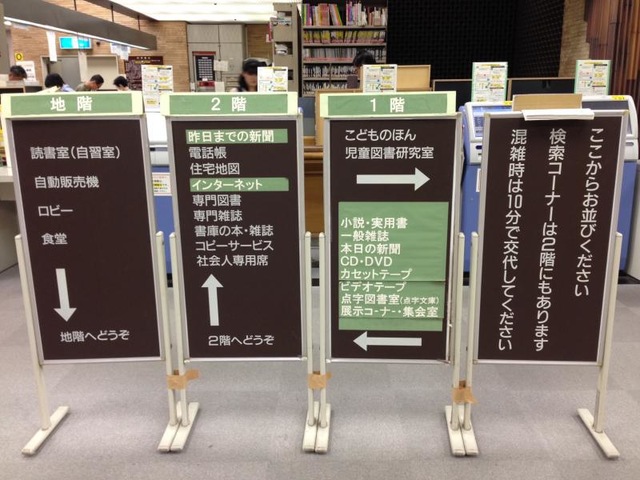 地階
読書室(自習室)
自動販売機
ロビー
食堂
地階へどうぞ
2階
昨日までの新聞
電話帳
住宅地図
インターネット
専門図書
専門雑誌
書庫の本・雑誌
コピーサービス
社会人専用席
2階へどうぞ
1階
こどものほん
児童図書研究室
小説・実用書
一般雑誌
本日の新聞
CD・DVD
カセットテープ
ビデオテープ
点字図書室(点字文庫)
展示コーナー・集会室
ここからお並びください
検索コーナーは2階にもあります
混雑時は10分で交代してください